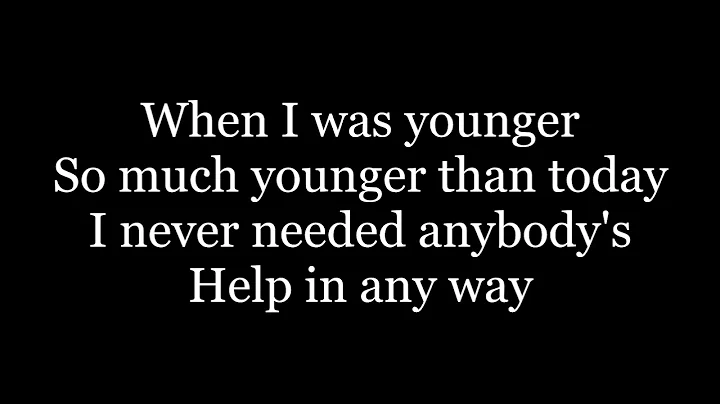 When I was younger
So much younger than today
I never needed anybody's
Help in any way